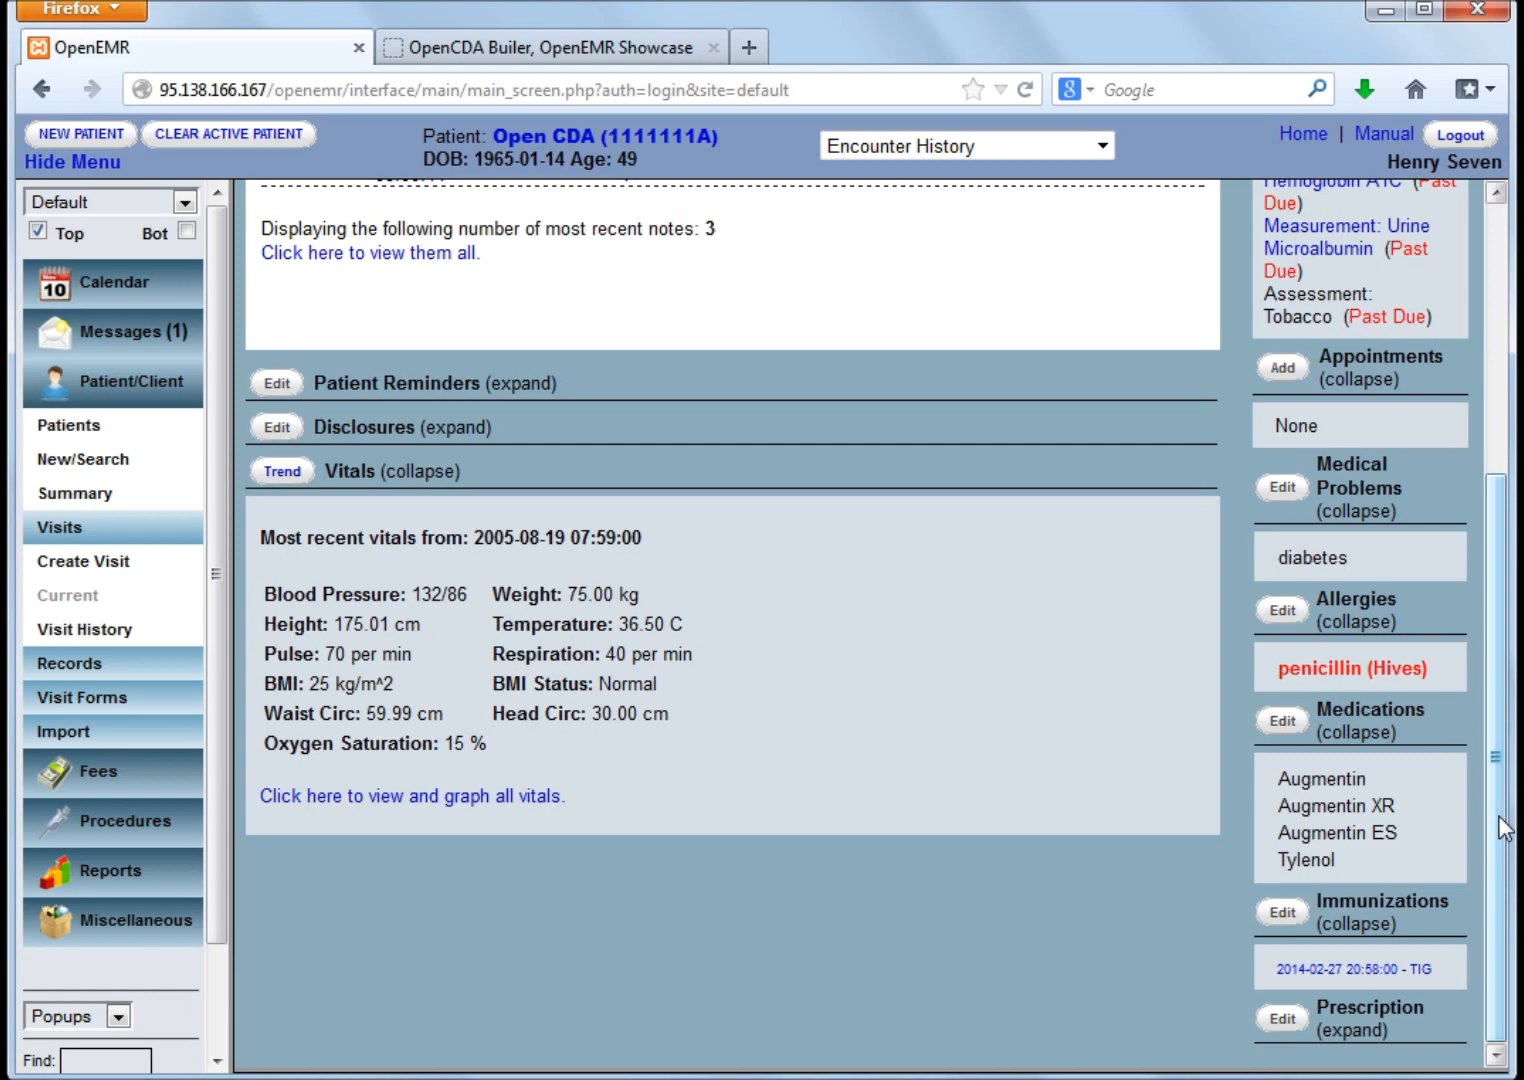 Firefox
OpenEMR
OpenCDA Builer, OpenEMR Showcase
95.138.166.167/openemr/interface/main/main_screen.php?auth=login&site=default
Google
NEW PATIENT
CLEAR ACTIVE PATIENT
Hide Menu
Patient: Open CDA (1111111A)
DOB: 1965-01-14 Age: 49
Encounter History
Home | Manual Logout
Henry Seven
Default
Top Bot
10
Calendar
Messages (1)
Patient/Client
Patients
New/Search
Summary
Visits
Create Visit
Current
Visit History
Records
Visit Forms
Import
Fees
Procedures
Reports
Miscellaneous
Popups
Find:
Displaying the following number of most recent notes: 3
Click here to view them all.
Edit Patient Reminders (expand)
Edit Disclosures (expand)
Trend Vitals (collapse)
Most recent vitals from: 2005-08-19 07:59:00
Blood Pressure: 132/86 Weight: 75.00 kg
Height: 175.01 cm Temperature: 36.50 C
Pulse: 70 per min Respiration: 40 per min
BMI: 25 kg/m^2 BMI Status: Normal
Waist Circ: 59.99 cm Head Circ: 30.00 cm
Oxygen Saturation: 15 %
Click here to view and graph all vitals.
Hemoglobin A1C (Past
Due)
Measurement: Urine
Microalbumin (Past
Due)
Assessment:
Tobacco (Past Due)
Add Appointments
(collapse)
None
Edit Medical
Problems
(collapse)
diabetes
Edit Allergies
(collapse)
penicillin (Hives)
Edit Medications
(collapse)
Augmentin
Augmentin XR
Augmentin ES
Tylenol
Edit Immunizations
(collapse)
2014-02-27 20:58:00 - TIG
Edit Prescription
(expand)